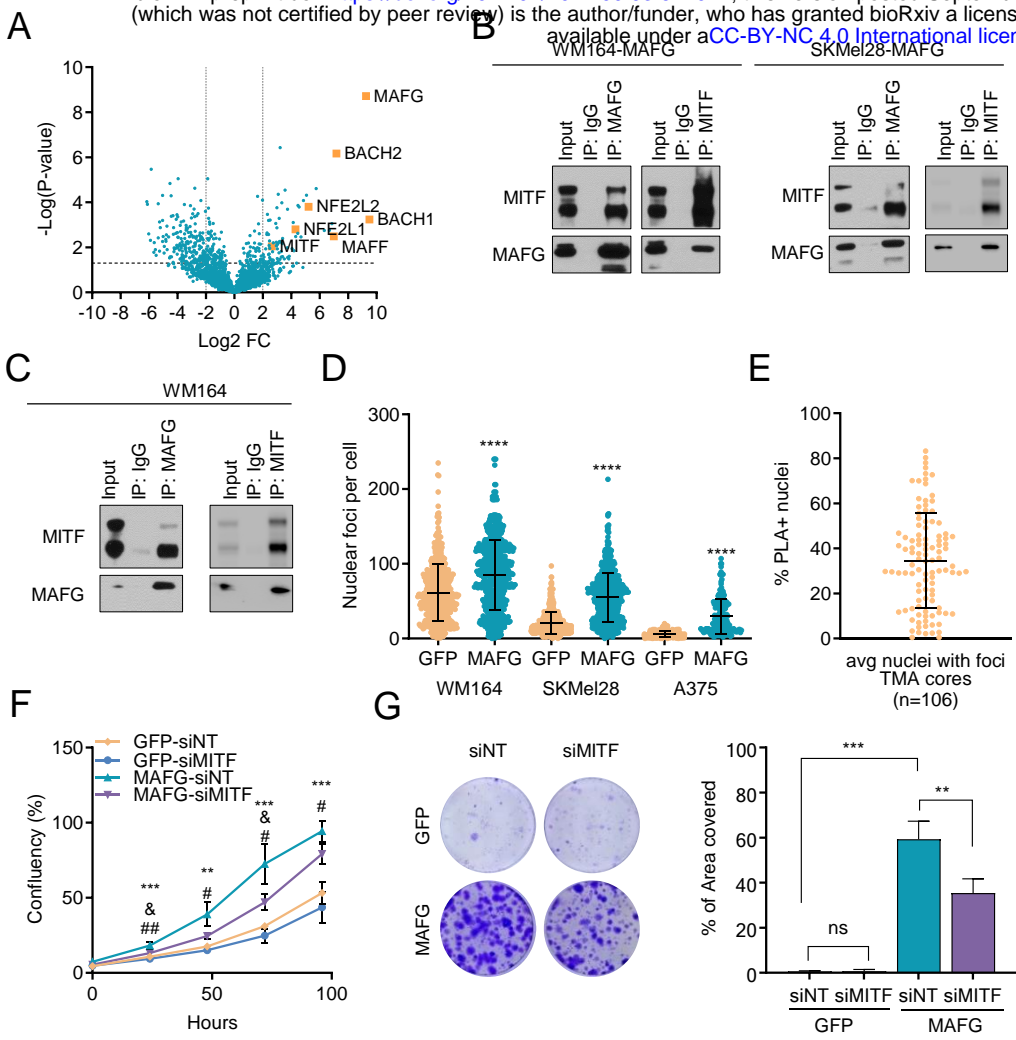 (which was not certified by peer review) is the author/funder, who has granted bioRxiv a licens
available under aCC-BY-NC 4.0 International licen
A
10
8
6
4
2
0
-Log(P-value)
-10 -8 -6 -4 -2 0 2 4 6 8 10
Log2 FC
MAFG
BACH2
NFE2L2
BACH1
NFE2L1
MITF
MAFF
B
WM164-MAFG
SKMel28-MAFG
Input
IP: IgG
IP: MAFG
Input
IP: IgG
IP: MITF
Input
IP: IgG
IP: MAFG
Input
IP: IgG
IP: MITF
MITF
MAFG
MITF
MAFG
C
WM164
Input
IP: IgG
IP: MAFG
Input
IP: IgG
IP: MITF
MITF
MAFG
D
300
200
100
0
Nuclear foci per cell
****
****
****
GFP MAFG GFP MAFG GFP MAFG
WM164 SKMel28 A375
E
100
80
60
40
20
0
% PLA+ nuclei
avg nuclei with foci
TMA cores
(n=106)
F
GFP-siNT
GFP-siMITF
MAFG-siNT
MAFG-siMITF
150
100
50
0
Confluency (%)
***
&
##
**
#
***
&
#
***
#
0 50 100
Hours
G
siNT siMITF
GFP
MAFG
100
80
60
40
20
0
% of Area covered
***
**
ns
siNT siMITF siNT siMITF
GFP MAFG